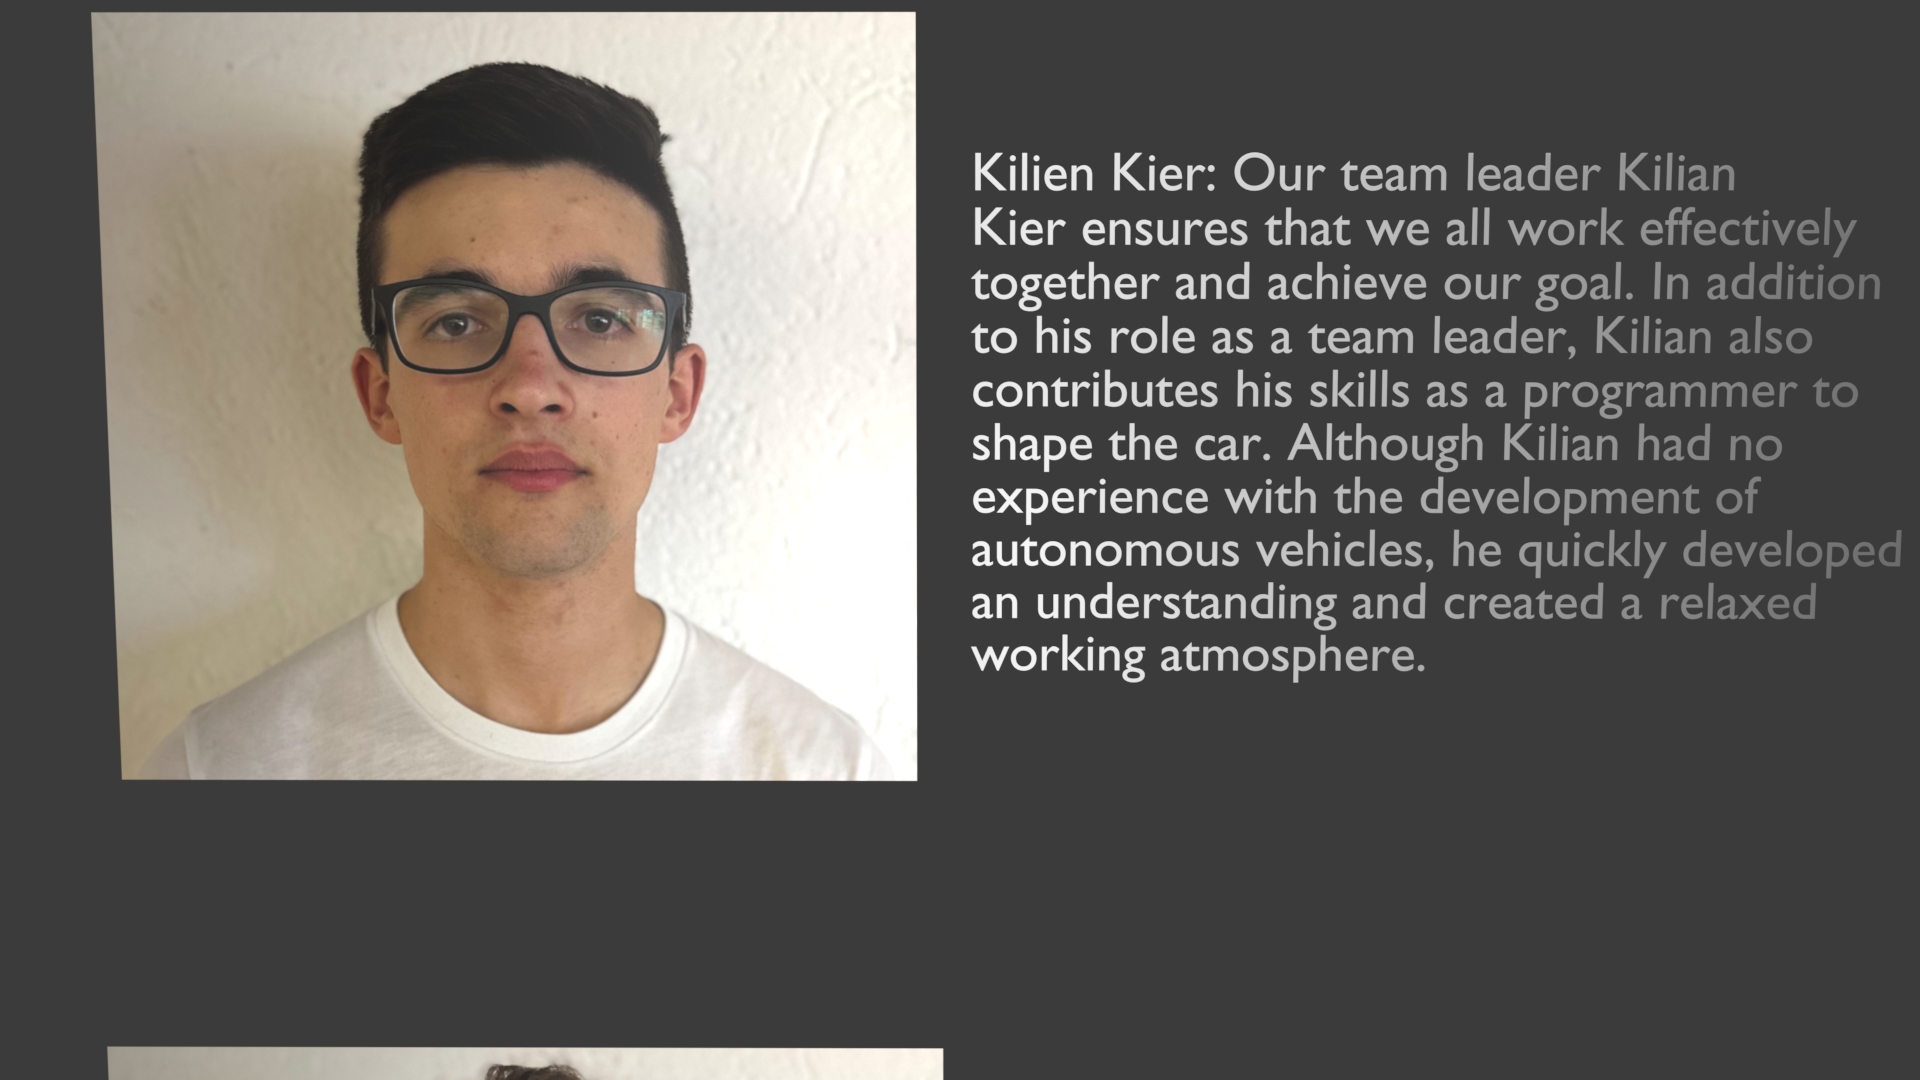 Kilien Kier: Our team leader Kilian
Kier ensures that we all work effectively
together and achieve our goal. In addition
to his role as a team leader, Kilian also
contributes his skills as a programmer to
shape the car. Although Kilian had no
experience with the development of
autonomous vehicles, he quickly developed
an understanding and created a relaxed
working atmosphere.